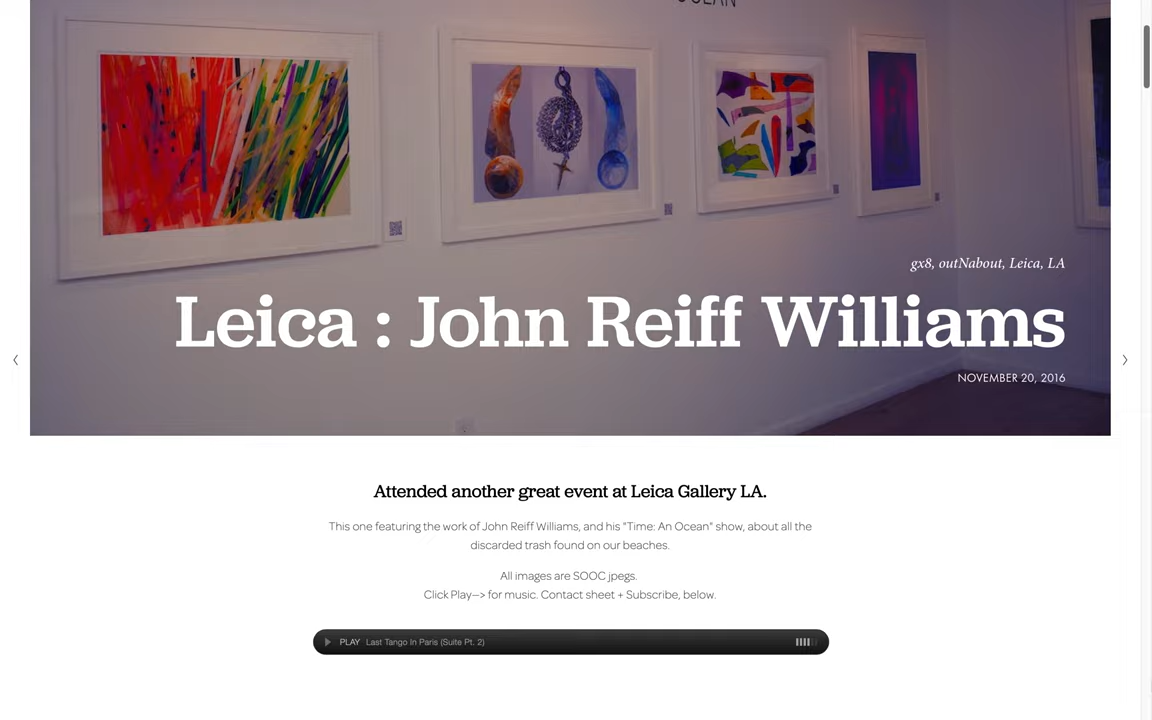 gx8, outNabout, Leica, LA
Leica : John Reiff Williams
NOVEMBER 20, 2016
Attended another great event at Leica Gallery LA.
This one featuring the work of John Reiff Williams, and his "Time: An Ocean" show, about all the
discarded trash found on our beaches.
All images are SOOC jpegs.
Click Play—> for music. Contact sheet + Subscribe, below.
PLAY Last Tango In Paris (Suite Pt. 2)